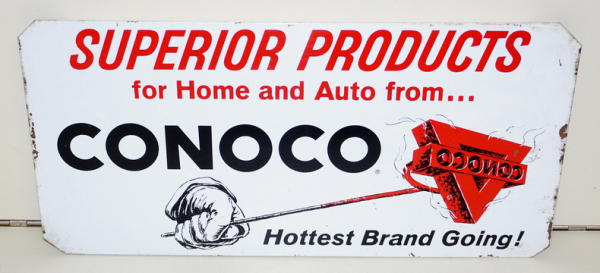 SUPERIOR PRODUCTS
for Home and Auto from...
CONOCO®
CONOCO
Hottest Brand Going!